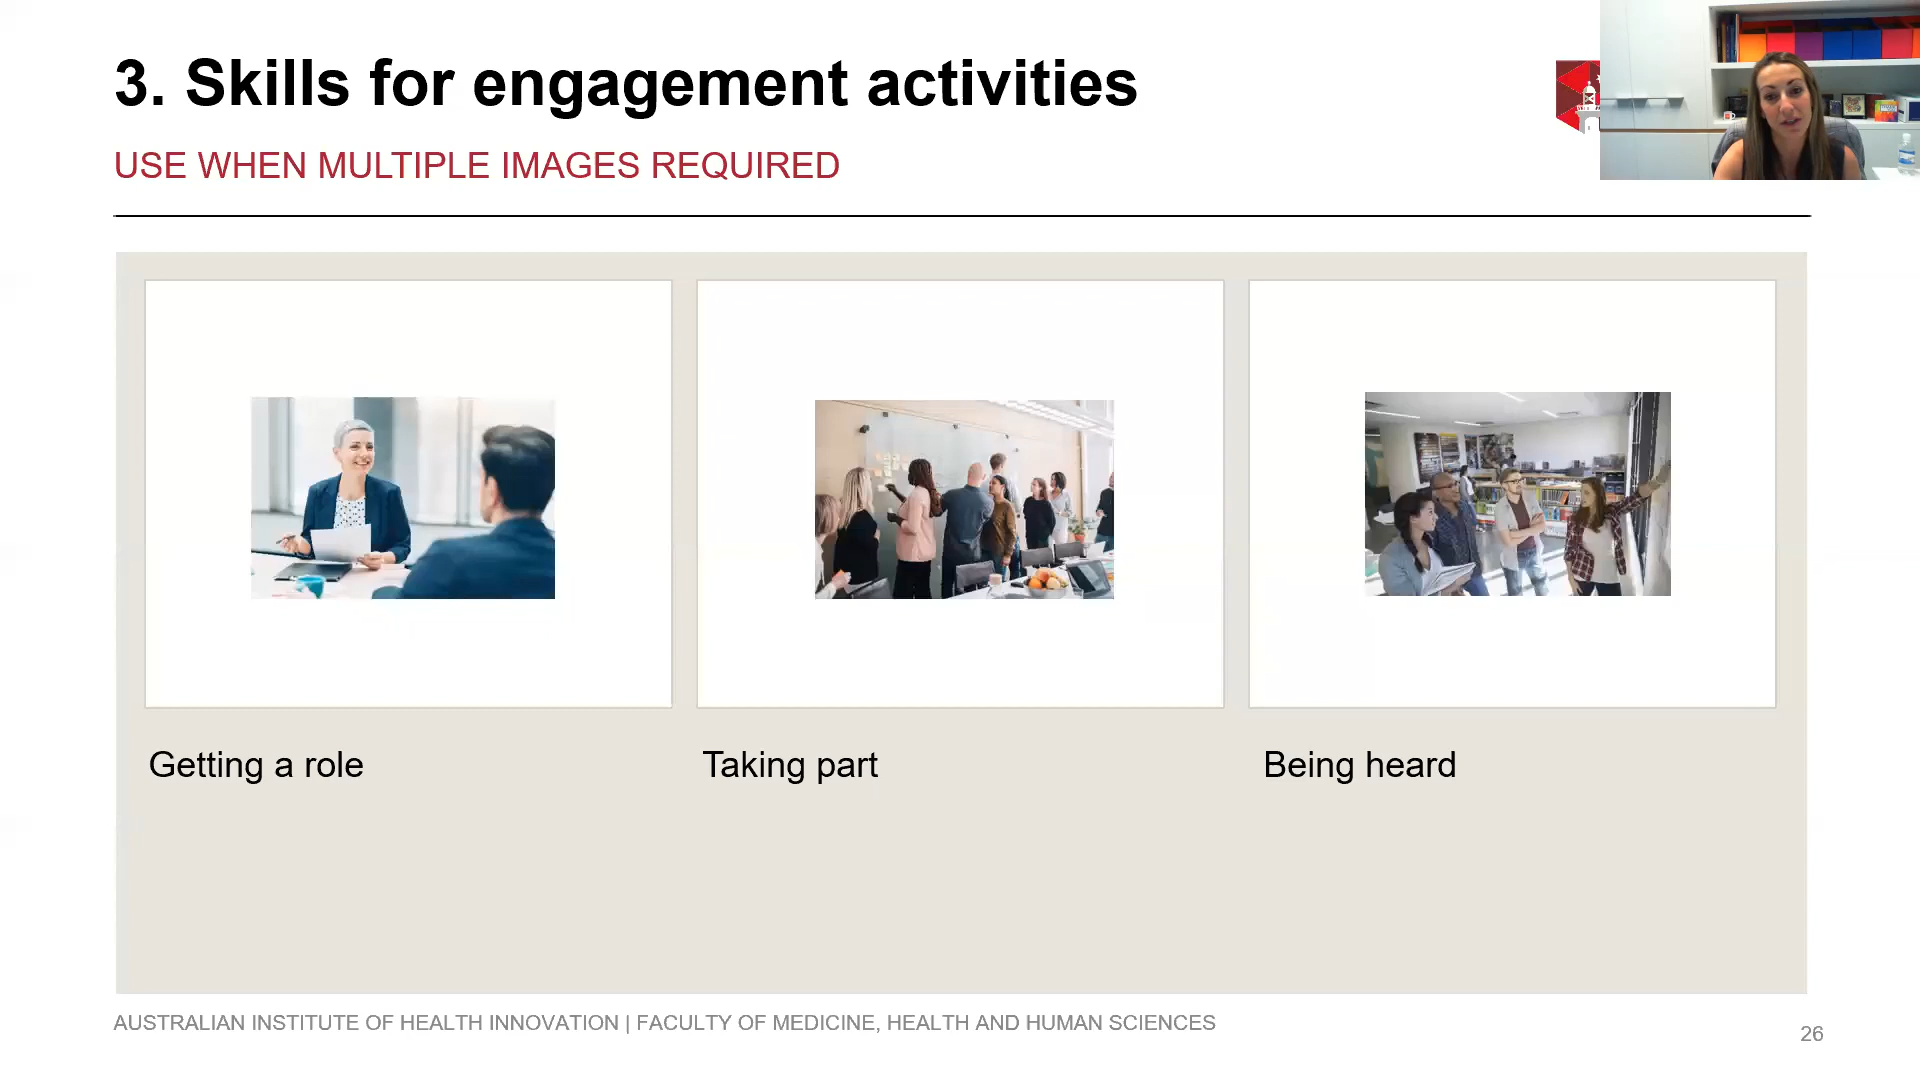 3. Skills for engagement activities
USE WHEN MULTIPLE IMAGES REQUIRED
Getting a role
Taking part
Being heard
AUSTRALIAN INSTITUTE OF HEALTH INNOVATION | FACULTY OF MEDICINE, HEALTH AND HUMAN SCIENCES
26